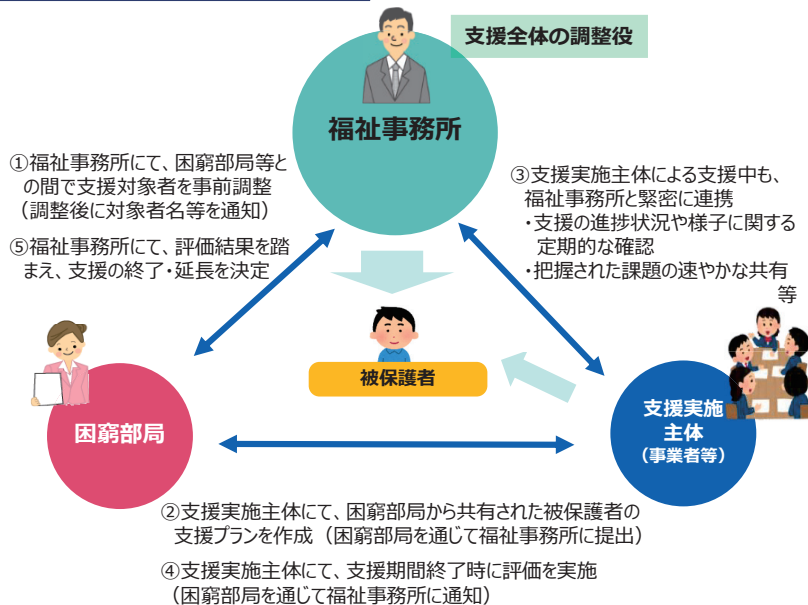 支援全体の調整役
福祉事務所
①福祉事務所にて、困窮部局等と
の間で支援対象者を事前調整
(調整後に対象者名等を通知)
⑤福祉事務所にて、評価結果を踏
まえ、支援の終了・延長を決定
③支援実施主体による支援中も、
福祉事務所と緊密に連携
・支援の進捗状況や様子に関する
定期的な確認
・把握された課題の速やかな共有
等
被保護者
困窮部局
支援実施
主体
(事業者等)
②支援実施主体にて、困窮部局から共有された被保護者の
支援プランを作成(困窮部局を通じて福祉事務所に提出)
④支援実施主体にて、支援期間終了時に評価を実施
(困窮部局を通じて福祉事務所に通知)